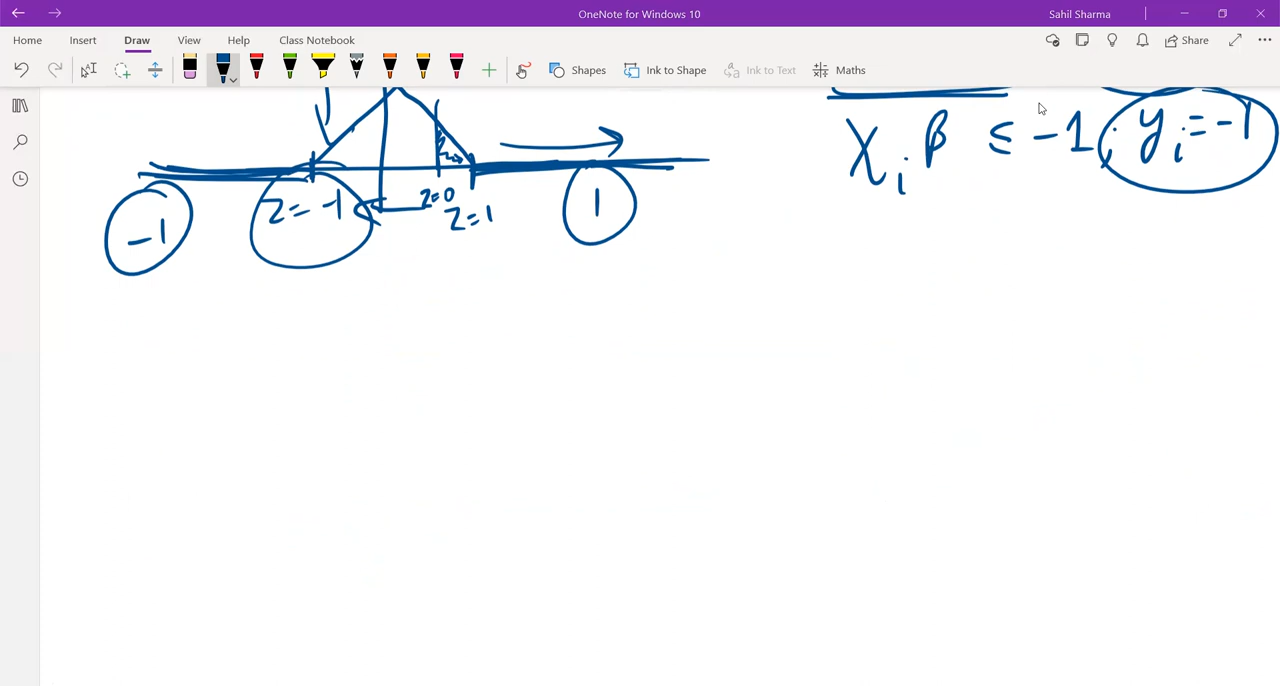 OneNote for Windows 10
Sahil Sharma
Home Insert Draw View Help Class Notebook
Share
Shapes Ink to Shape Ink to Text Maths
Xᵢ β ≤ -1 ; yᵢ = -1
z = -1 z=0
z=1
-1
1